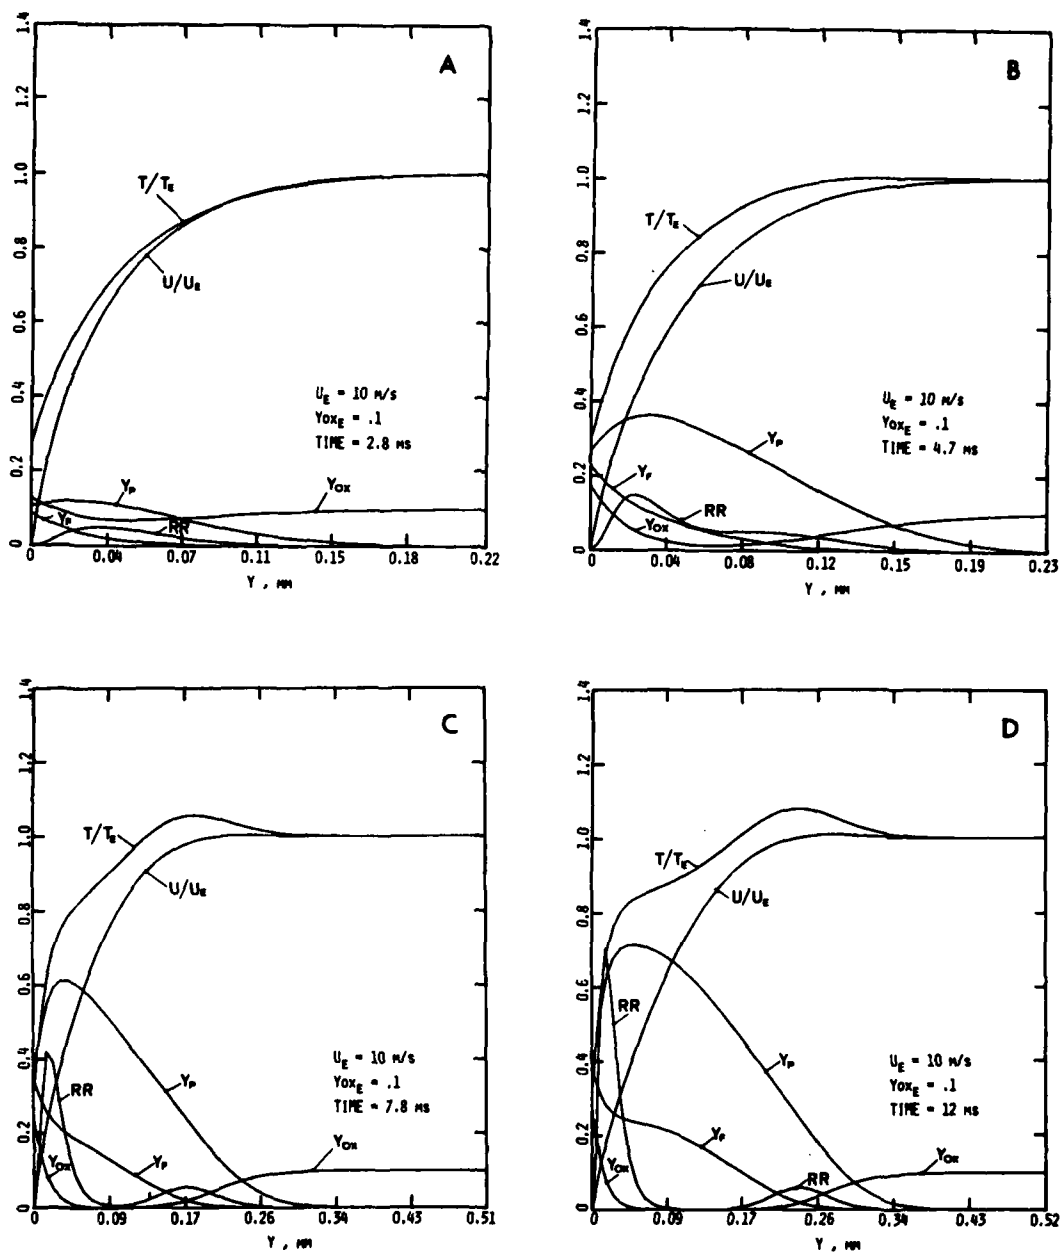 A
1.4
1.2
1.0
0.8
0.6
0.4
0.2
0
T/T_E
U/U_E
U_E = 10 M/S
Yox_E = .1
TIME = 2.8 MS
Y_P
Y_OX
Y_F
RR
0 0.04 0.07 0.11 0.15 0.18 0.22
Y , MM
B
1.4
1.2
1.0
0.8
0.6
0.4
0.2
0
T/T_E
U/U_E
U_E = 10 M/S
Yox_E = .1
TIME = 4.7 MS
Y_P
Y_F
RR
Y_OX
0 0.04 0.08 0.12 0.15 0.19 0.23
Y , MM
C
1.4
1.2
1.0
0.8
0.6
0.4
0.2
0
T/T_E
U/U_E
U_E = 10 M/S
Yox_E = .1
TIME = 7.8 MS
RR
Y_P
Y_OX
Y_F
Y_OX
0 0.09 0.17 0.26 0.34 0.43 0.51
Y , MM
D
1.4
1.2
1.0
0.8
0.6
0.4
0.2
0
T/T_E
U/U_E
RR
U_E = 10 M/S
Yox_E = .1
TIME = 12 MS
Y_P
Y_F
Y_OX
Y_OX
RR
0 0.09 0.17 0.26 0.34 0.43 0.52
Y , MM